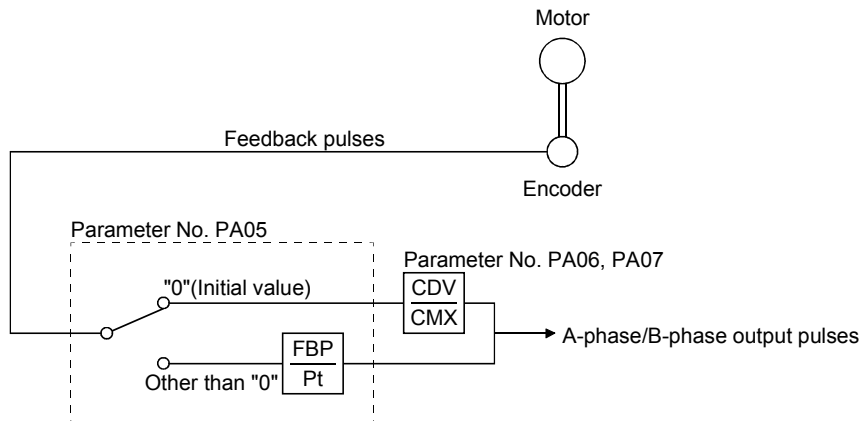 Motor
Feedback pulses
Encoder
Parameter No. PA05
Parameter No. PA06, PA07
"0"(Initial value)
CDV
CMX
A-phase/B-phase output pulses
FBP
Pt
Other than "0"